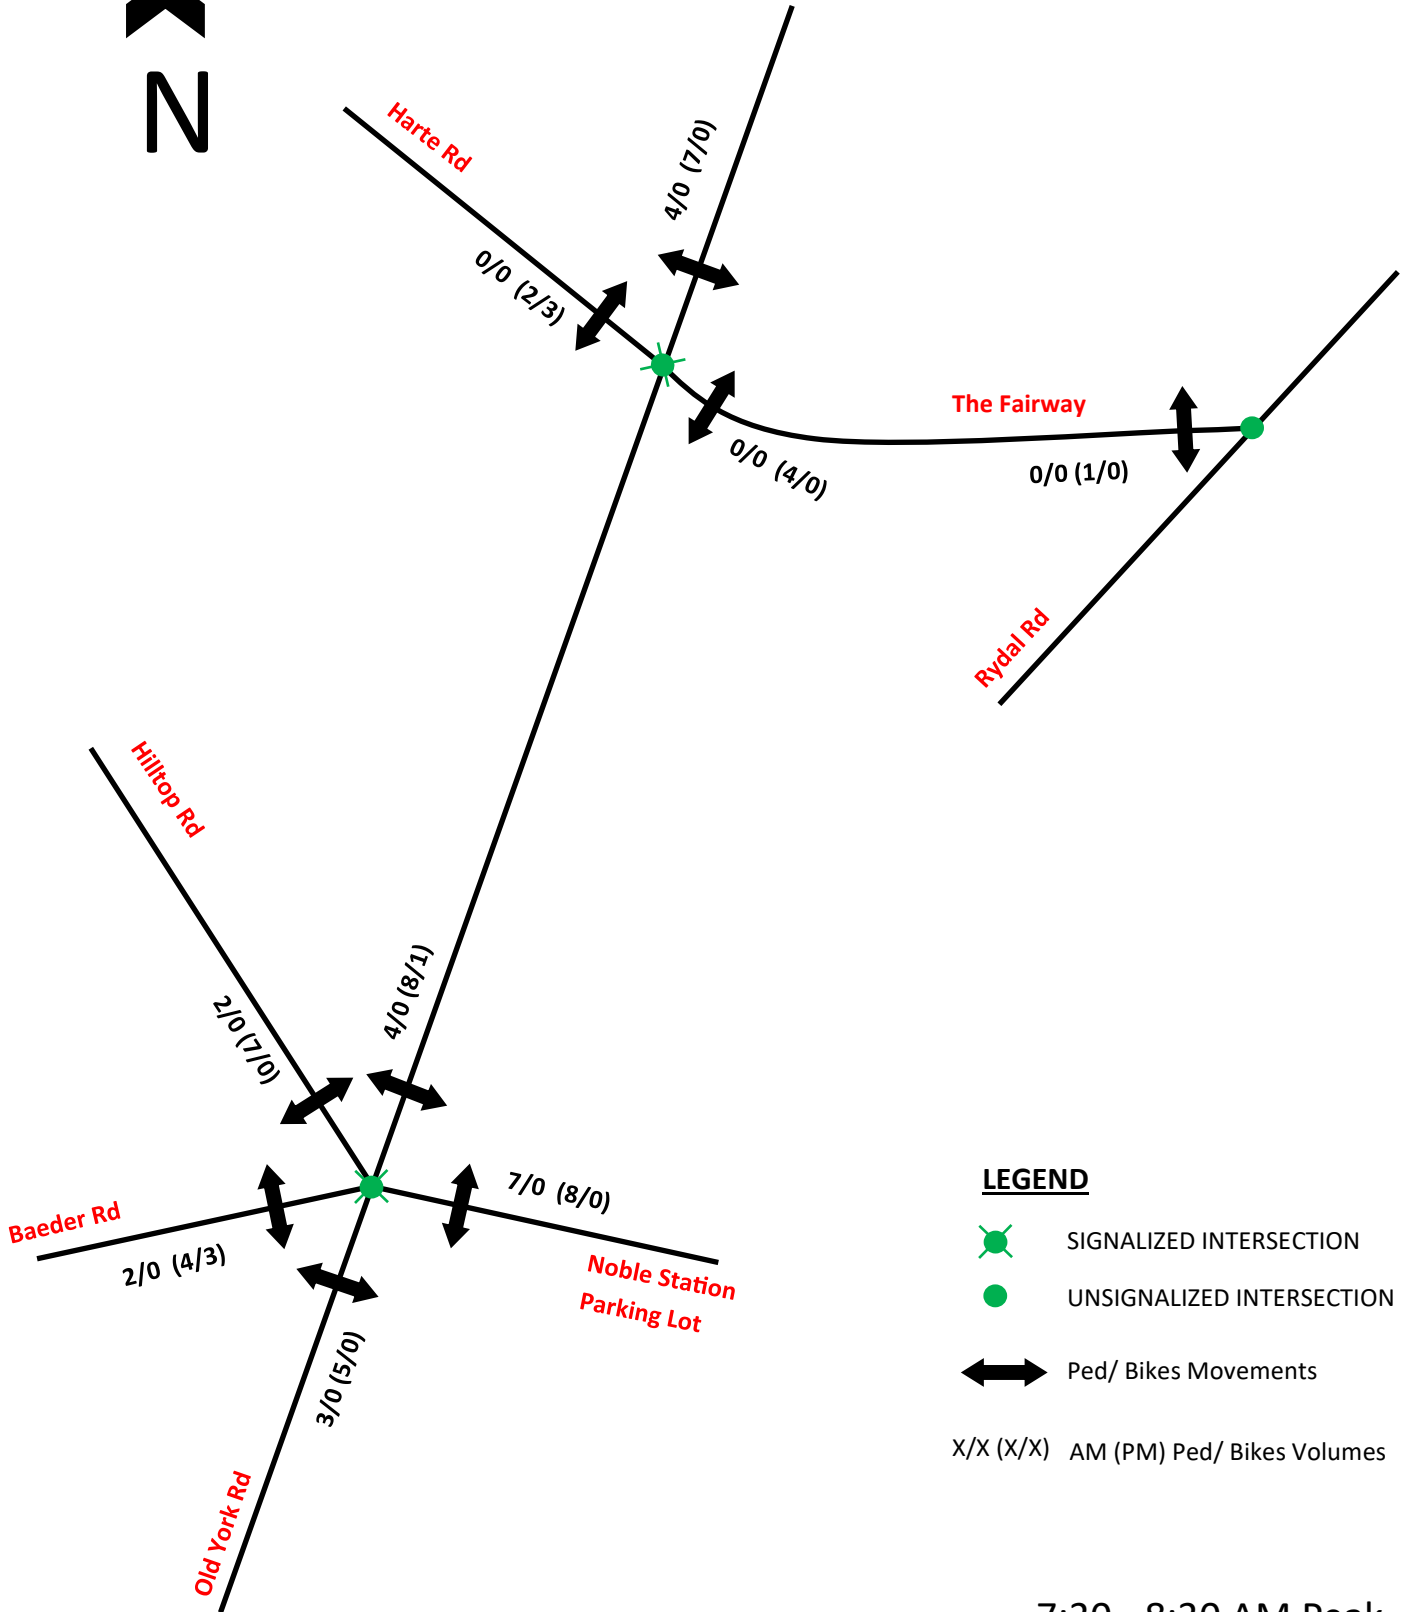 N
Harte Rd
4/0 (7/0)
0/0 (2/3)
The Fairway
0/0 (4/0)
0/0 (1/0)
Rydal Rd
Hilltop Rd
4/0 (8/1)
2/0 (7/0)
7/0 (8/0)
Baeder Rd
2/0 (4/3)
Noble Station
Parking Lot
3/0 (5/0)
Old York Rd
LEGEND
SIGNALIZED INTERSECTION
UNSIGNALIZED INTERSECTION
Ped/ Bikes Movements
X/X (X/X) AM (PM) Ped/ Bikes Volumes
AM Peak